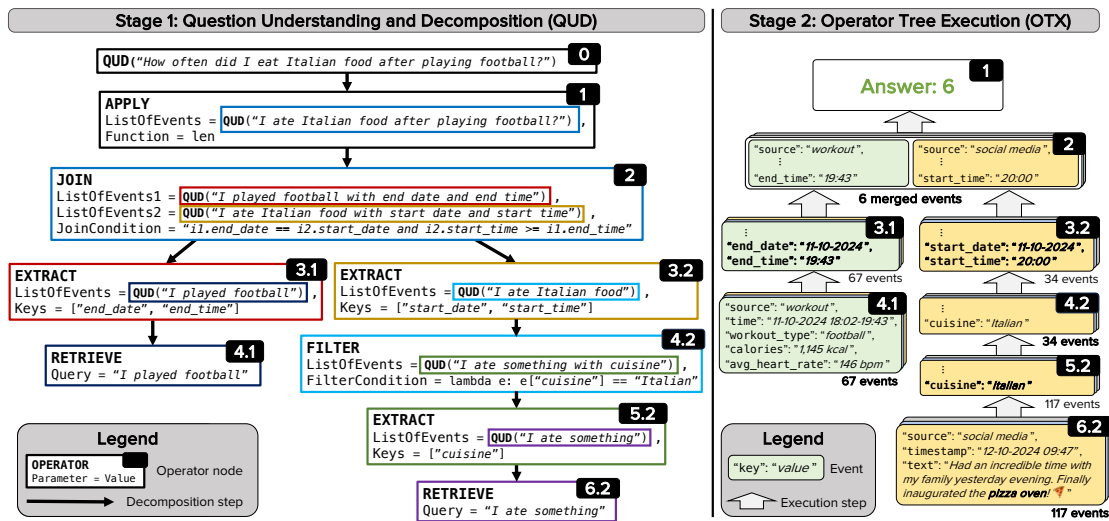 Stage 1: Question Understanding and Decomposition (QUD)
0
QUD(“How often did I eat Italian food after playing football?”)
1
APPLY
ListOfEvents = QUD(“I ate Italian food after playing football?”) ,
Function = len
2
JOIN
ListOfEvents1 = QUD(“I played football with end date and end time”) ,
ListOfEvents2 = QUD(“I ate Italian food with start date and start time”) ,
JoinCondition = “i1.end_date == i2.start_date and i2.start_time >= i1.end_time”
3.1
EXTRACT
ListOfEvents = QUD(“I played football”) ,
Keys = [“end_date”, “end_time”]
3.2
EXTRACT
ListOfEvents = QUD(“I ate Italian food”) ,
Keys = [“start_date”, “start_time”]
4.1
RETRIEVE
Query = “I played football”
4.2
FILTER
ListOfEvents = QUD(“I ate something with cuisine”) ,
FilterCondition = lambda e: e[“cuisine”] == “Italian”
5.2
EXTRACT
ListOfEvents = QUD(“I ate something”) ,
Keys = [“cuisine”]
6.2
RETRIEVE
Query = “I ate something”
Legend
OPERATOR
Parameter = Value
Operator node
Decomposition step
Stage 2: Operator Tree Execution (OTX)
1
Answer: 6
2
“source”: “workout”,
⋮
“end_time”: “19:43”
“source”: “social media”,
⋮
“start_time”: “20:00”
6 merged events
3.1
⋮
“end_date”: “11-10-2024”,
“end_time”: “19:43”
67 events
3.2
⋮
“start_date”: “11-10-2024”,
“start_time”: “20:00”
34 events
4.1
“source”: “workout”,
“time”: “11-10-2024 18:02-19:43”,
“workout_type”: “football”,
“calories”: “1,145 kcal”,
“avg_heart_rate”: “146 bpm”
67 events
4.2
⋮
“cuisine”: “Italian”
34 events
5.2
⋮
“cuisine”: “Italian”
117 events
6.2
“source”: “social media”,
“timestamp”: “12-10-2024 09:47”,
“text”: “Had an incredible time with
my family yesterday evening. Finally
inaugurated the pizza oven! 🍕”
117 events
Legend
“key”: “value”
Event
Execution step